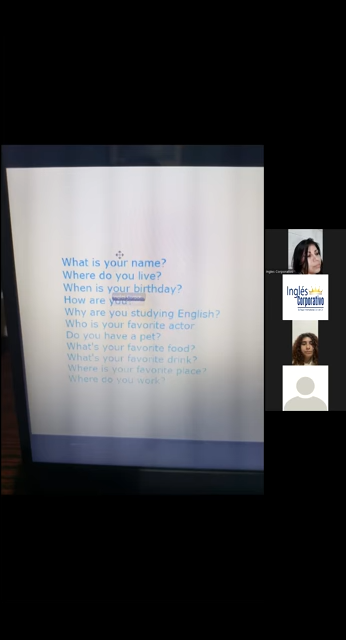 What is your name?
Where do you live?
When is your birthday?
How are you?
Why are you studying English?
Who is your favorite actor
Do you have a pet?
What's your favorite food?
What's your favorite drink?
Where is your favorite place?
Where do you work?
Inglés Corporativo
Inglés
Corporativo